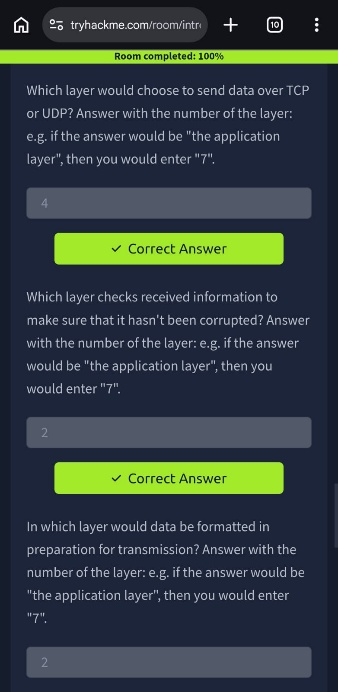 tryhackme.com/room/intr
10
Room completed: 100%
Which layer would choose to send data over TCP
or UDP? Answer with the number of the layer:
e.g. if the answer would be "the application
layer", then you would enter "7".
4
✓ Correct Answer
Which layer checks received information to
make sure that it hasn't been corrupted? Answer
with the number of the layer: e.g. if the answer
would be "the application layer", then you
would enter "7".
2
✓ Correct Answer
In which layer would data be formatted in
preparation for transmission? Answer with the
number of the layer: e.g. if the answer would be
"the application layer", then you would enter
"7".
2